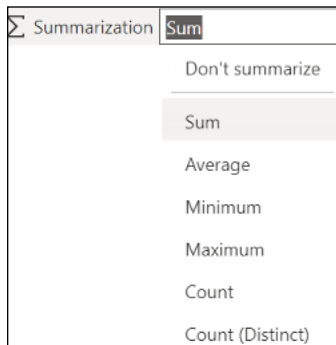 ∑ Summarization Sum
Don't summarize
Sum
Average
Minimum
Maximum
Count
Count (Distinct)